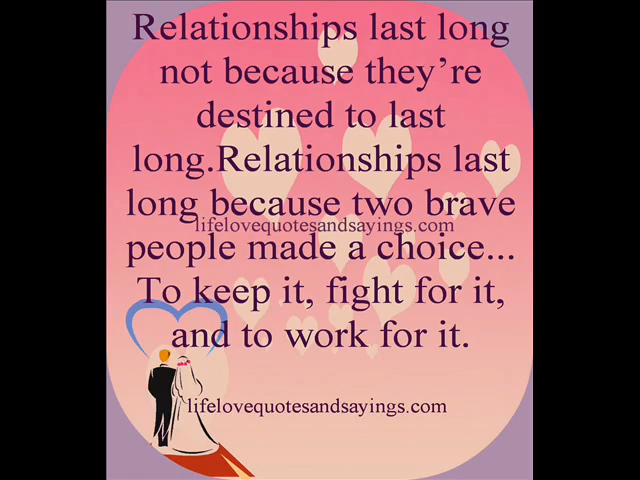 Relationships last long
not because they're
destined to last
long.Relationships last
long because two brave
lifelovequotesandsayings.com
people made a choice...
To keep it, fight for it,
and to work for it.
lifelovequotesandsayings.com